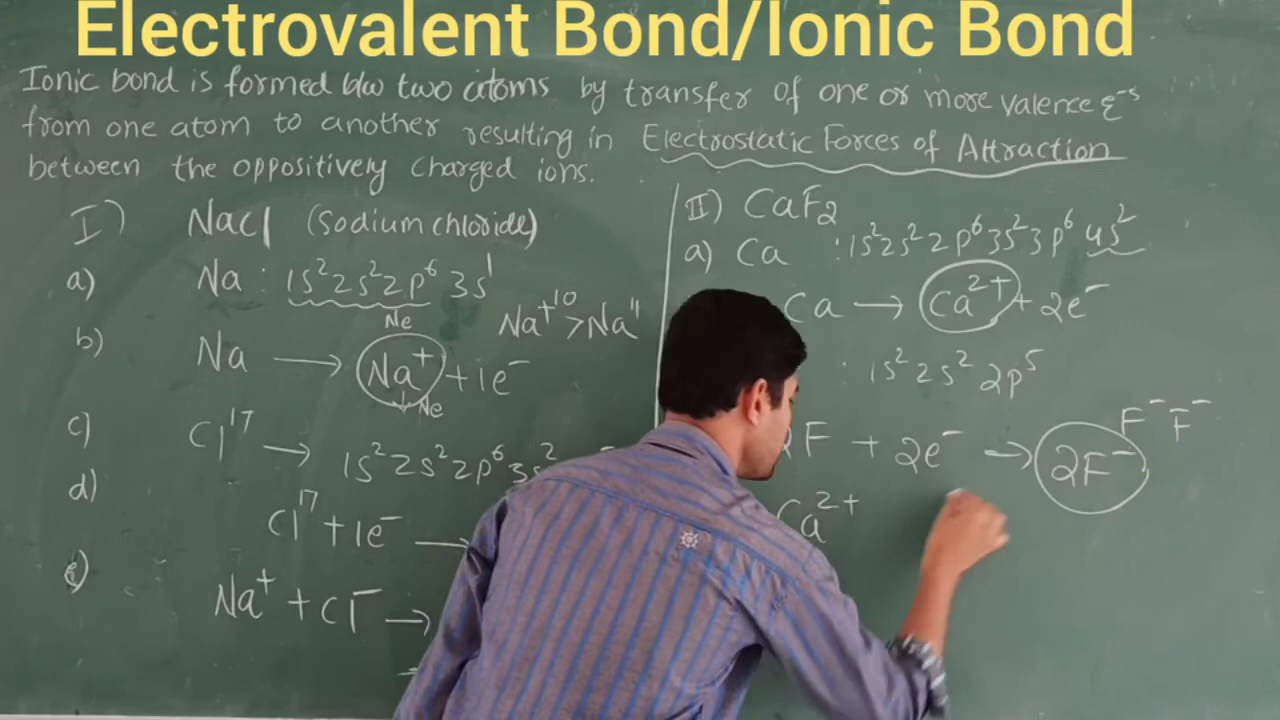 Electrovalent Bond/Ionic Bond
Ionic bond is formed b/w two atoms by transfer of one or more valence e⁻s
from one atom to another resulting in Electrostatic Forces of Attraction
between the oppositively charged ions.
I) NaCl (Sodium chloride)
a) Na : 1s² 2s² 2p⁶ 3s¹
Ne
Na⁺¹⁰ > Na¹¹
b) Na → Na⁺ + 1e⁻
↓ Ne
c) Cl¹⁷ → 1s² 2s² 2p⁶ 3s²
d) Cl¹⁷ + 1e⁻ →
e) Na⁺ + Cl⁻ →
II) CaF₂
a) Ca : 1s² 2s² 2p⁶ 3s² 3p⁶ 4s²
Ca → Ca²⁺ + 2e⁻
: 1s² 2s² 2p⁵
F⁻ F⁻
2F + 2e⁻ → 2F⁻
Ca²⁺